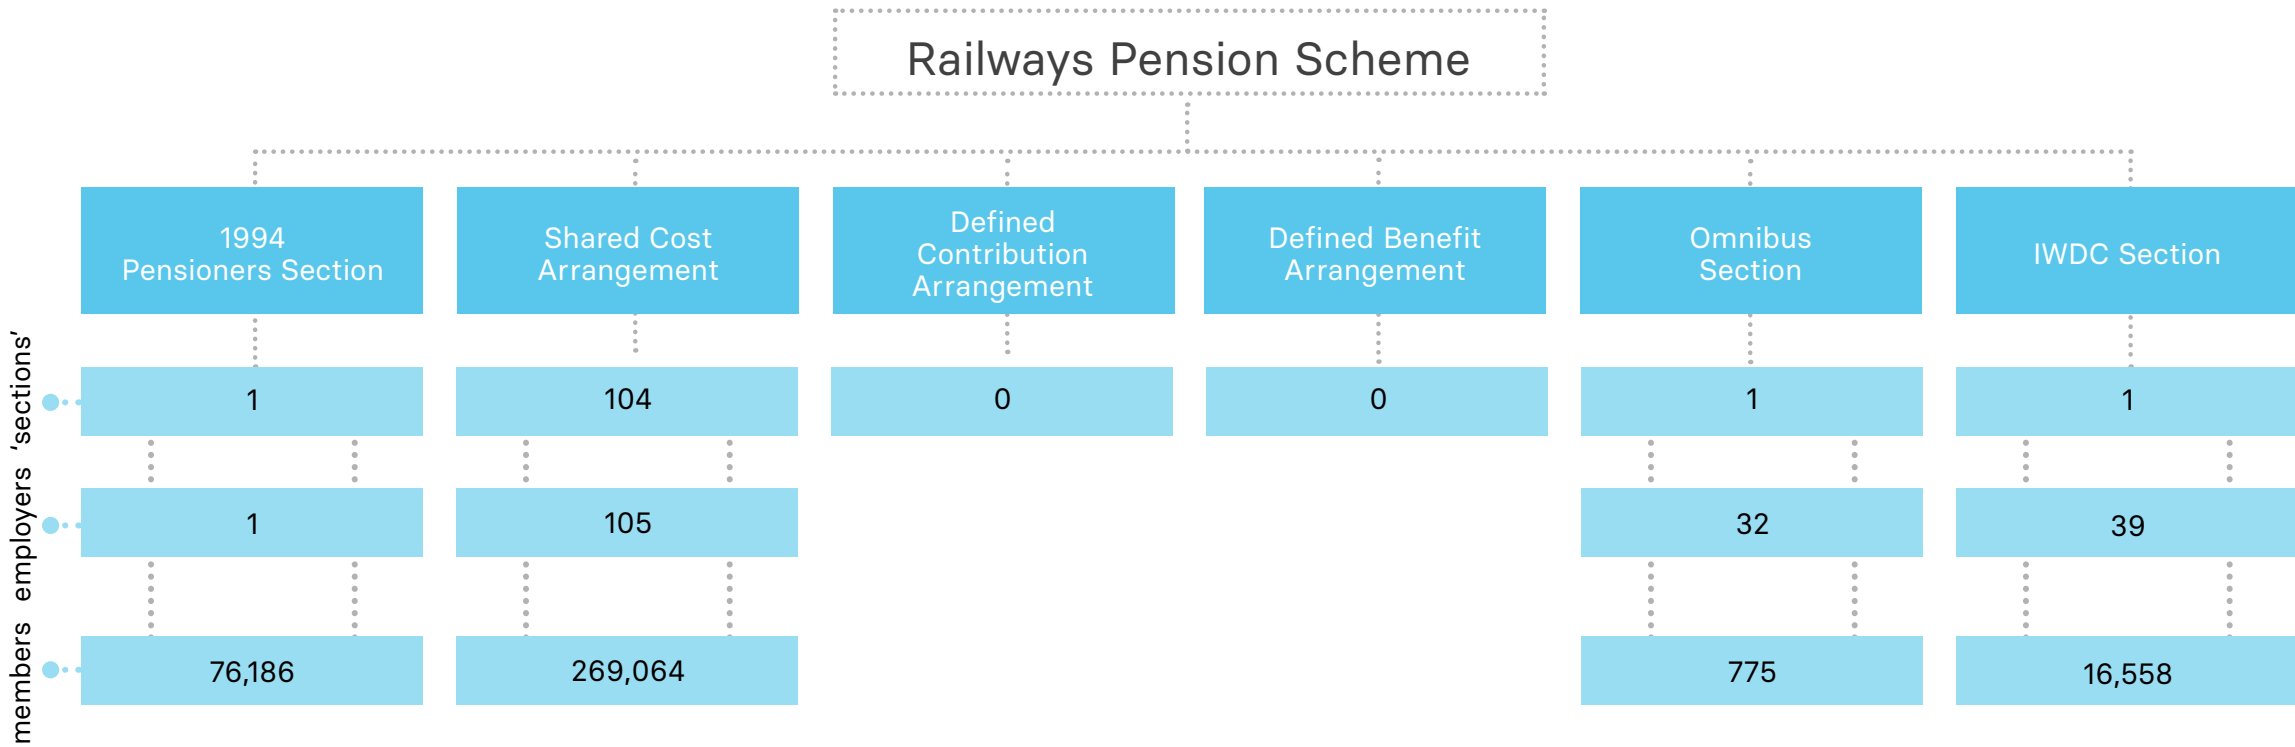 Railways Pension Scheme
1994
Pensioners Section
Shared Cost
Arrangement
Defined
Contribution
Arrangement
Defined Benefit
Arrangement
Omnibus
Section
IWDC Section
'sections'
1
104
0
0
1
1
employers
1
105
32
39
members
76,186
269,064
775
16,558